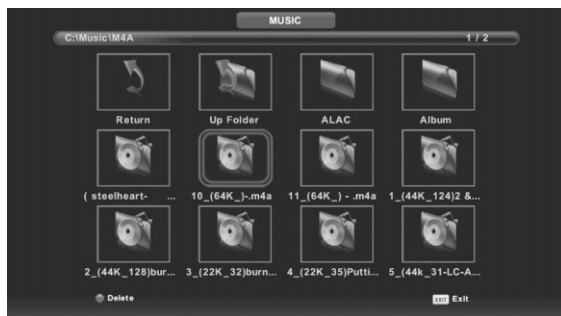 MUSIC
C:\Music\M4A 1 / 2
Return Up Folder ALAC Album
( steelheart- ... 10_(64K_)-.m4a 11_(64K_) - .m4a 1_(44K_124)2 &...
2_(44K_128)bur... 3_(22K_32)burn... 4_(22K_35)Putti... 5_(44k_31-LC-A...
Delete EXIT Exit